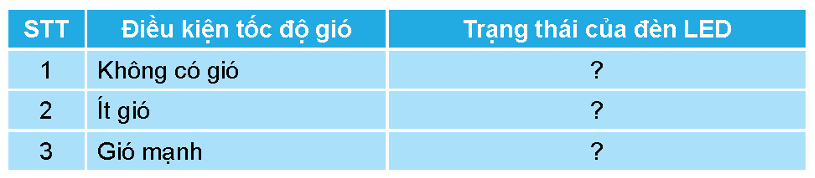 STT Điều kiện tốc độ gió Trạng thái của đèn LED
1 Không có gió ?
2 Ít gió ?
3 Gió mạnh ?